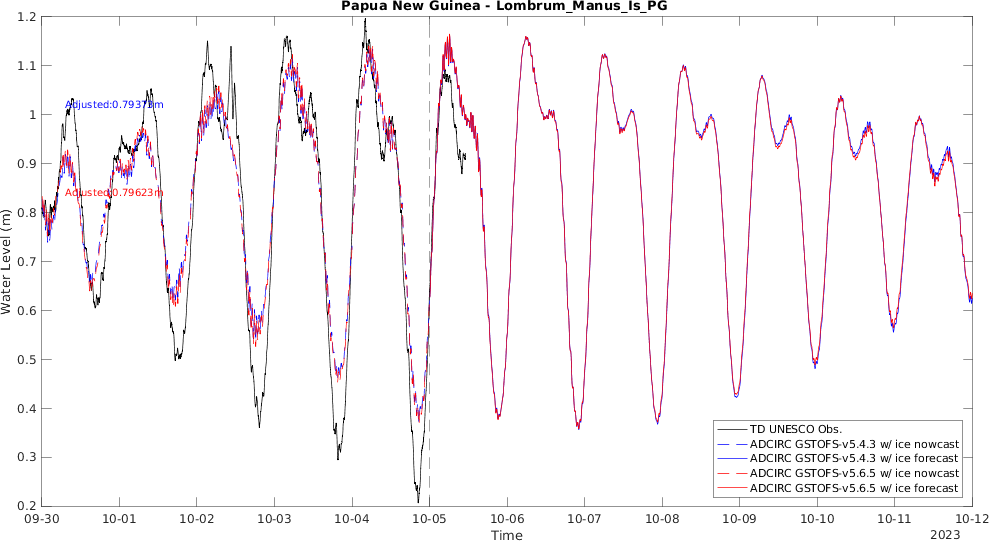 Papua New Guinea - Lombrum_Manus_Is_PG
1.2
1.1
1
0.9
0.8
0.7
0.6
0.5
0.4
0.3
0.2
Water Level (m)
Adjusted:0.79373m
Adjusted:0.79623m
TD UNESCO Obs.
ADCIRC GSTOFS-v5.4.3 w/ ice nowcast
ADCIRC GSTOFS-v5.4.3 w/ ice forecast
ADCIRC GSTOFS-v5.6.5 w/ ice nowcast
ADCIRC GSTOFS-v5.6.5 w/ ice forecast
09-30 10-01 10-02 10-03 10-04 10-05 10-06 10-07 10-08 10-09 10-10 10-11 10-12
Time
2023